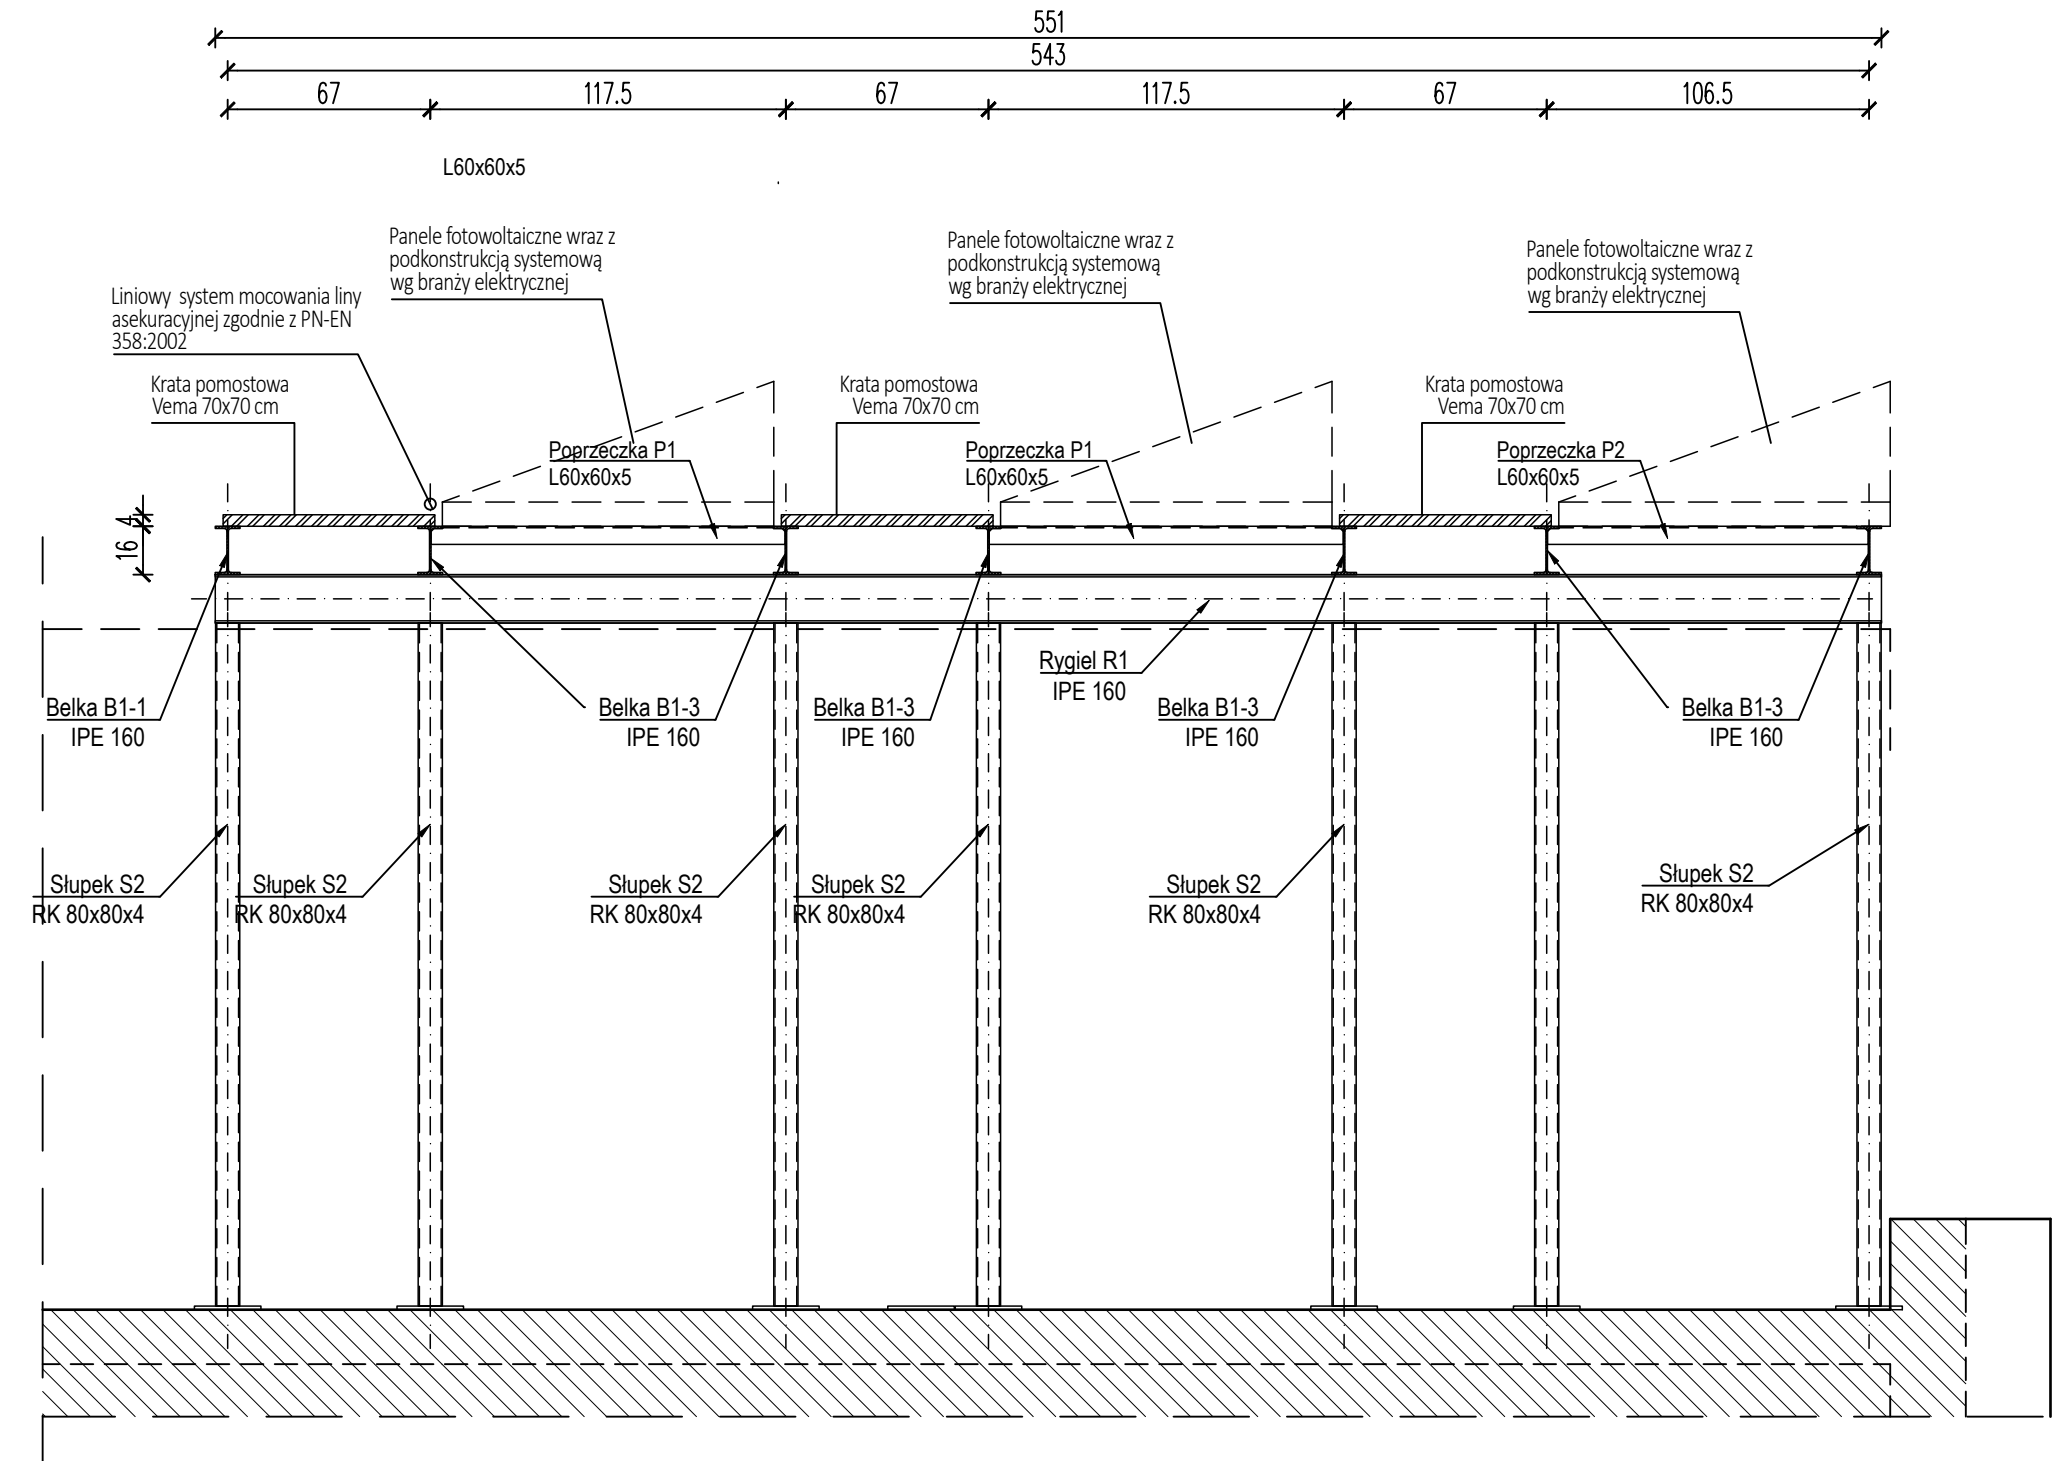 551
543
67
117.5
67
117.5
67
106.5
L60x60x5
Panele fotowoltaiczne wraz z
podkonstrukcją systemową
wg branży elektrycznej
Panele fotowoltaiczne wraz z
podkonstrukcją systemową
wg branży elektrycznej
Panele fotowoltaiczne wraz z
podkonstrukcją systemową
wg branży elektrycznej
Liniowy system mocowania liny
asekuracyjnej zgodnie z PN-EN
358:2002
Krata pomostowa
Vema 70x70 cm
Krata pomostowa
Vema 70x70 cm
Krata pomostowa
Vema 70x70 cm
Poprzeczka P1
L60x60x5
Poprzeczka P1
L60x60x5
Poprzeczka P2
L60x60x5
4
16
Rygiel R1
IPE 160
Belka B1-1
IPE 160
Belka B1-3
IPE 160
Belka B1-3
IPE 160
Belka B1-3
IPE 160
Belka B1-3
IPE 160
Słupek S2
RK 80x80x4
Słupek S2
RK 80x80x4
Słupek S2
RK 80x80x4
Słupek S2
RK 80x80x4
Słupek S2
RK 80x80x4
Słupek S2
RK 80x80x4